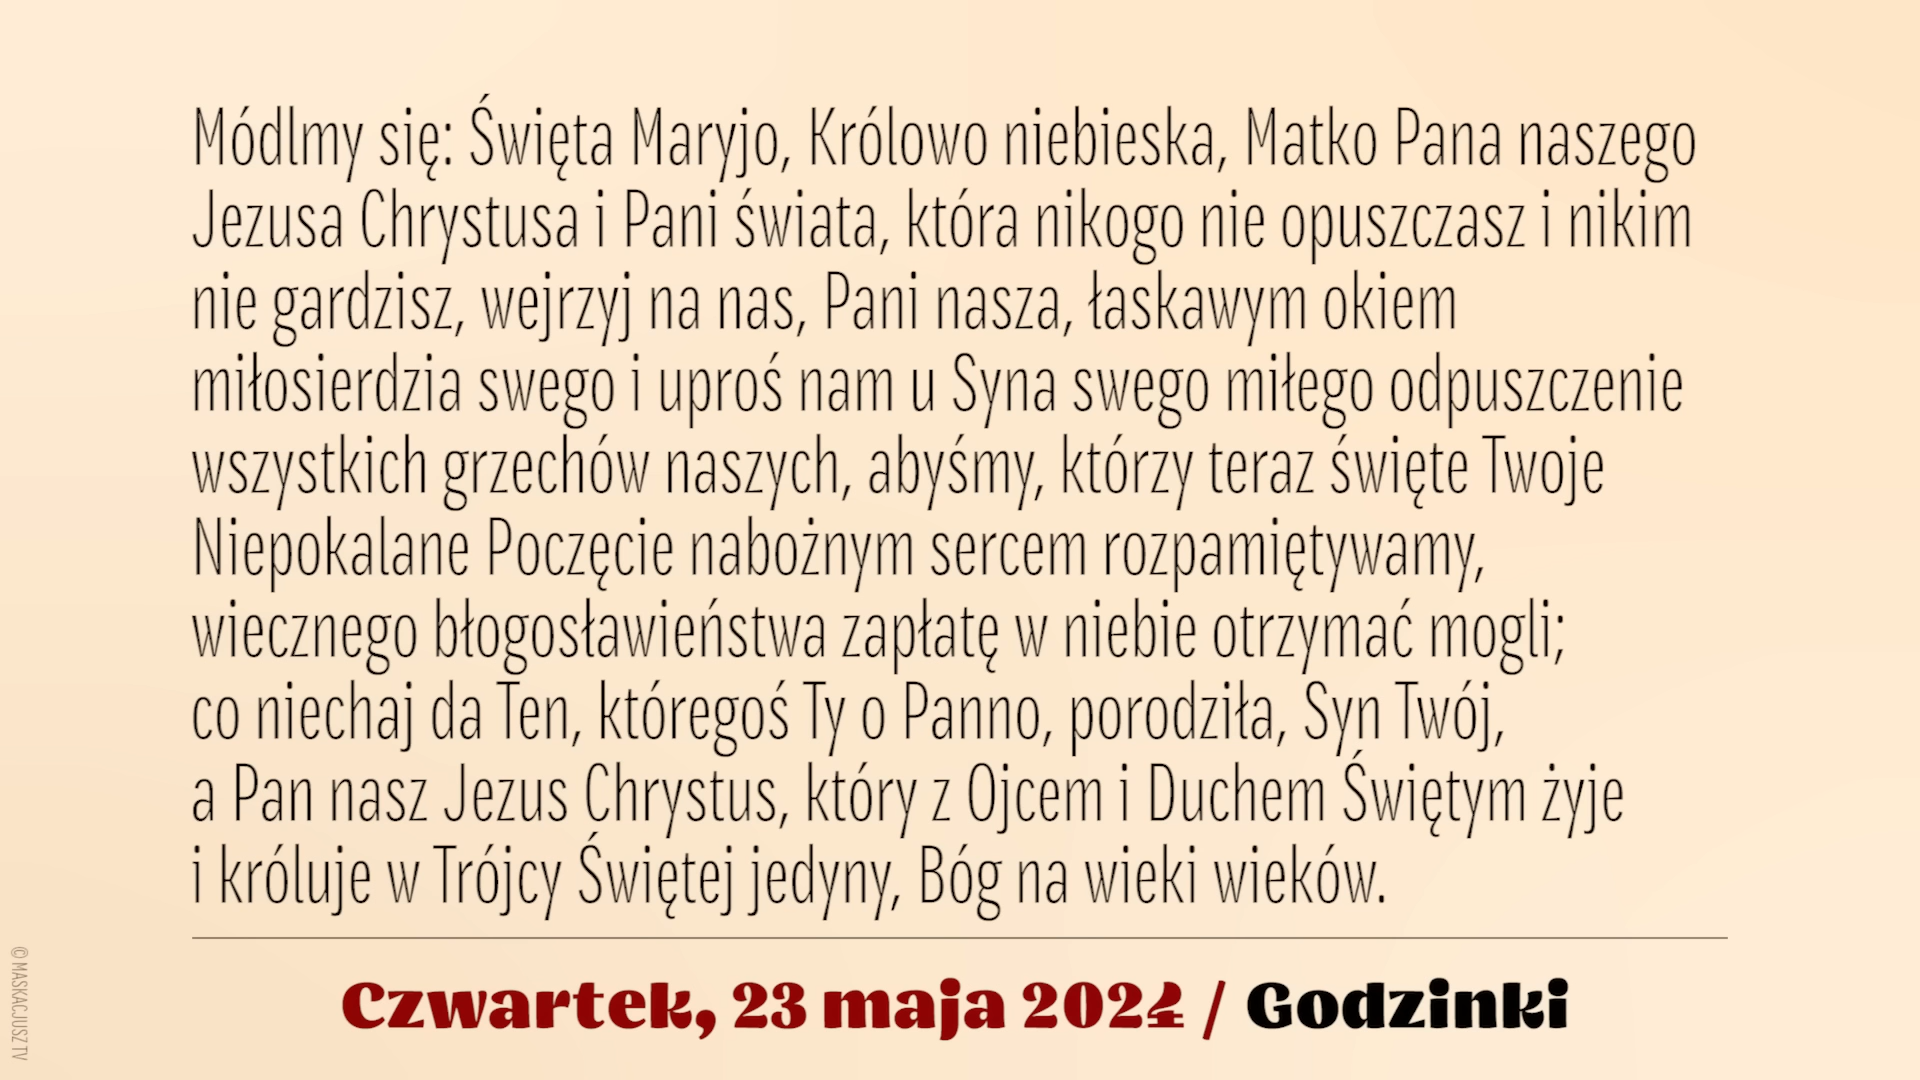 Módlmy się: Święta Maryjo, Królowo niebieska, Matko Pana naszego
Jezusa Chrystusa i Pani świata, która nikogo nie opuszczasz i nikim
nie gardzisz, wejrzyj na nas, Pani nasza, łaskawym okiem
miłosierdzia swego i uproś nam u Syna swego miłego odpuszczenie
wszystkich grzechów naszych, abyśmy, którzy teraz święte Twoje
Niepokalane Poczęcie nabożnym sercem rozpamiętywamy,
wiecznego błogosławieństwa zapłatę w niebie otrzymać mogli;
co niechaj da Ten, któregoś Ty o Panno, porodziła, Syn Twój,
a Pan nasz Jezus Chrystus, który z Ojcem i Duchem Świętym żyje
i króluje w Trójcy Świętej jedyny, Bóg na wieki wieków.
Czwartek, 23 maja 2024 / Godzinki
© MASKACJUSZ TV